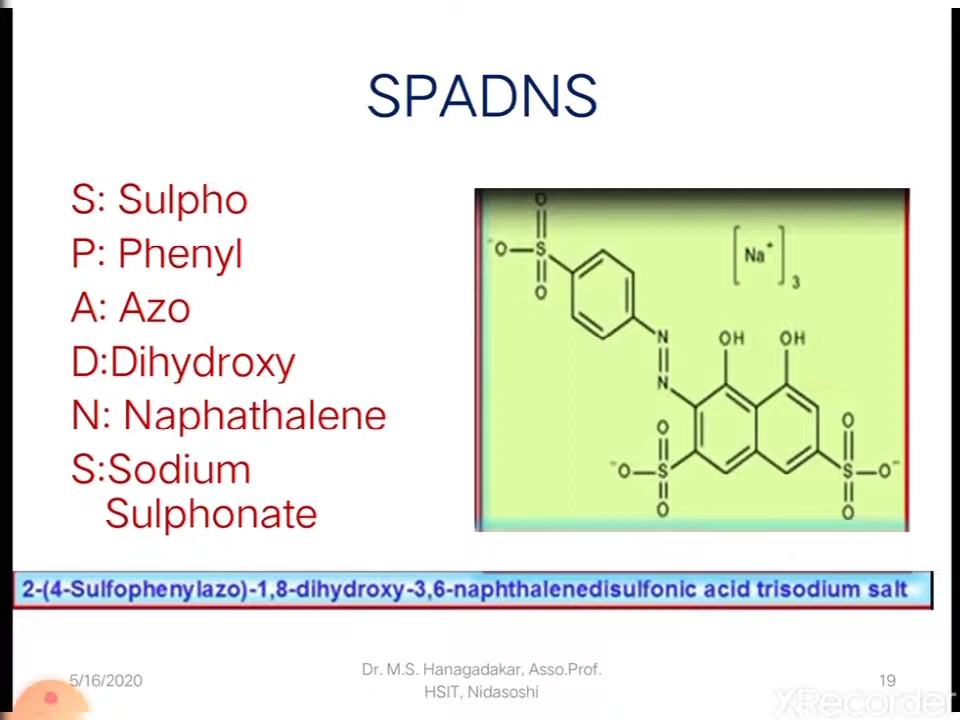 SPADNS
S: Sulpho
P: Phenyl
A: Azo
D:Dihydroxy
N: Naphathalene
S:Sodium
Sulphonate
O
⁻O S
O
[Na⁺]3
N
N
OH OH
O
⁻O S
O
O
S O⁻
O
2-(4-Sulfophenylazo)-1,8-dihydroxy-3,6-naphthalenedisulfonic acid trisodium salt
5/16/2020
Dr. M.S. Hanagadakar, Asso.Prof.
HSIT, Nidasoshi
19
XRecorder